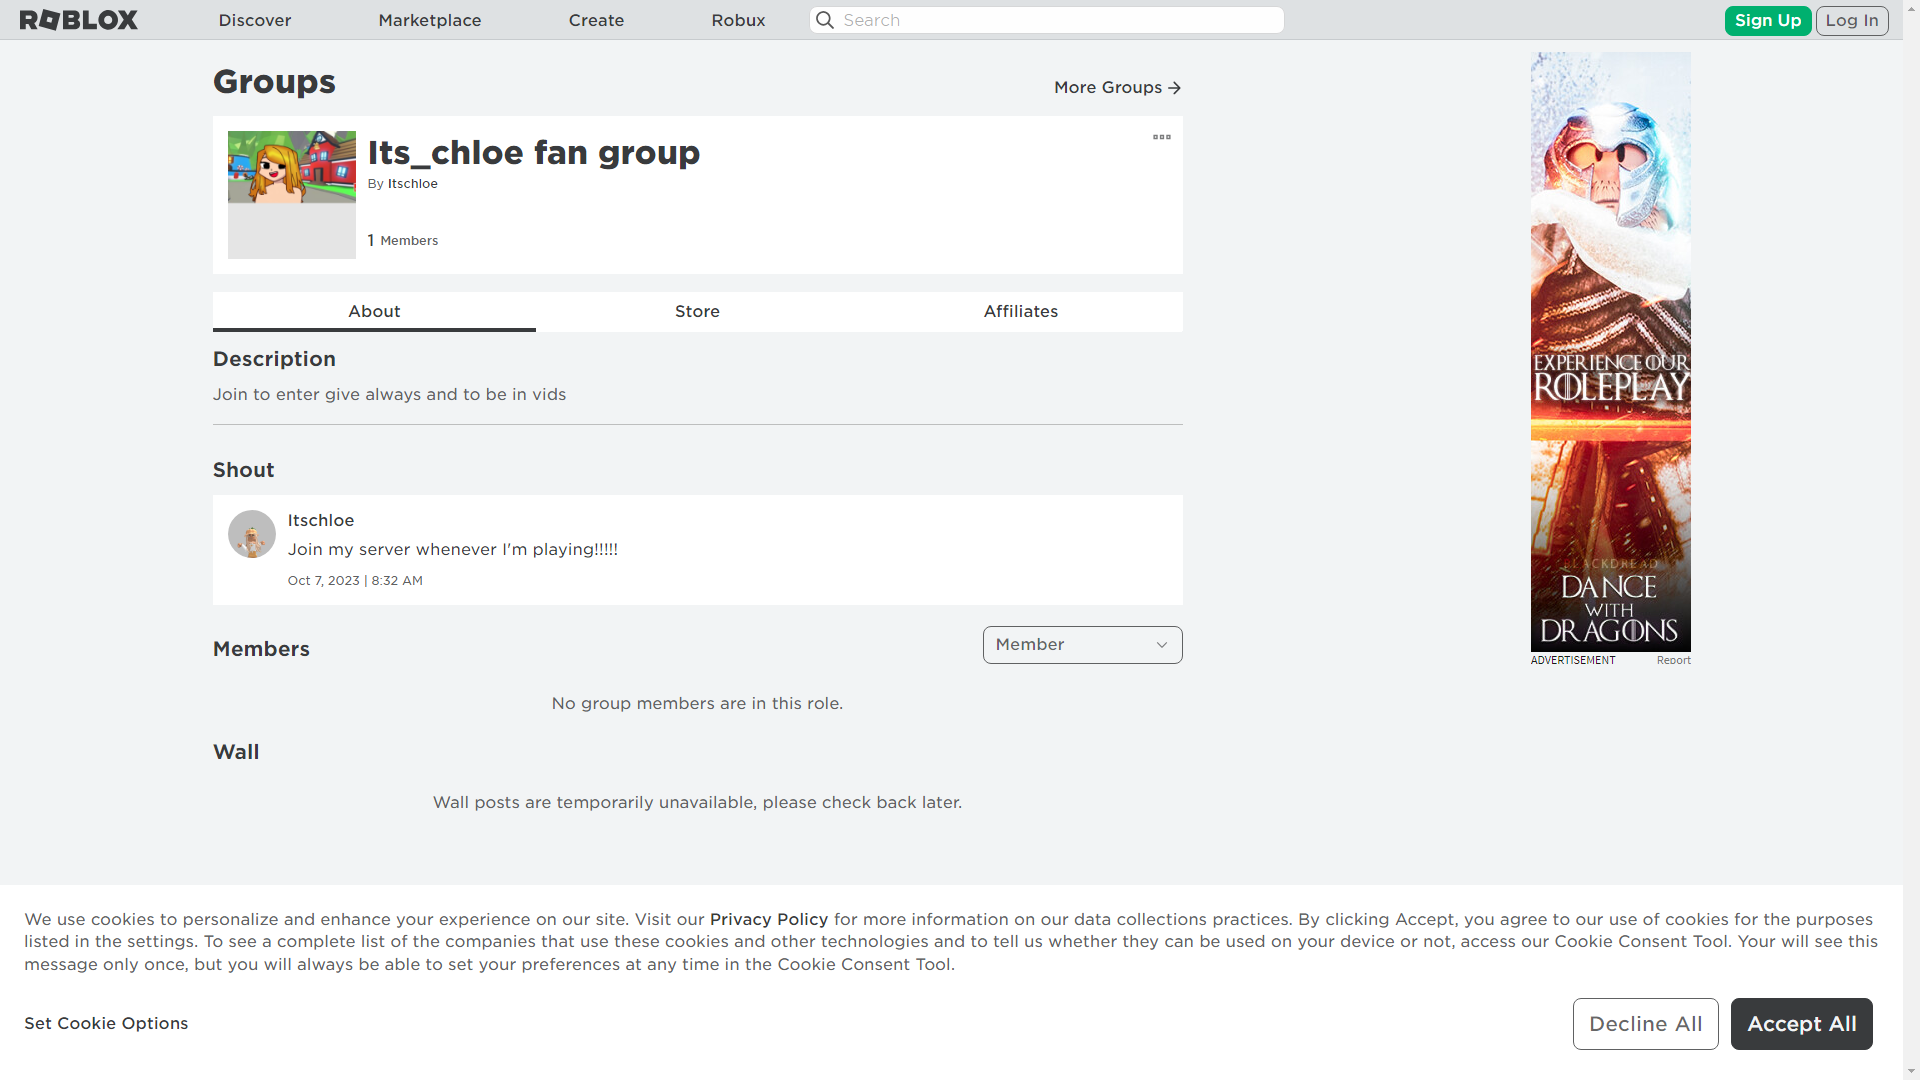 ROBLOX
Discover
Marketplace
Create
Robux
Search
Sign Up
Log In
Groups
More Groups
Its_chloe fan group
By Itschloe
1 Members
About
Store
Affiliates
Description
Join to enter give always and to be in vids
Shout
Itschloe
Join my server whenever I'm playing!!!!!
Oct 7, 2023 | 8:32 AM
Members
Member
No group members are in this role.
Wall
Wall posts are temporarily unavailable, please check back later.
EXPERIENCE OUR
ROLEPLAY
BLACKDREAD
DANCE
WITH
DRAGONS
ADVERTISEMENT
Report
We use cookies to personalize and enhance your experience on our site. Visit our Privacy Policy for more information on our data collections practices. By clicking Accept, you agree to our use of cookies for the purposes
listed in the settings. To see a complete list of the companies that use these cookies and other technologies and to tell us whether they can be used on your device or not, access our Cookie Consent Tool. Your will see this
message only once, but you will always be able to set your preferences at any time in the Cookie Consent Tool.
Set Cookie Options
Decline All
Accept All